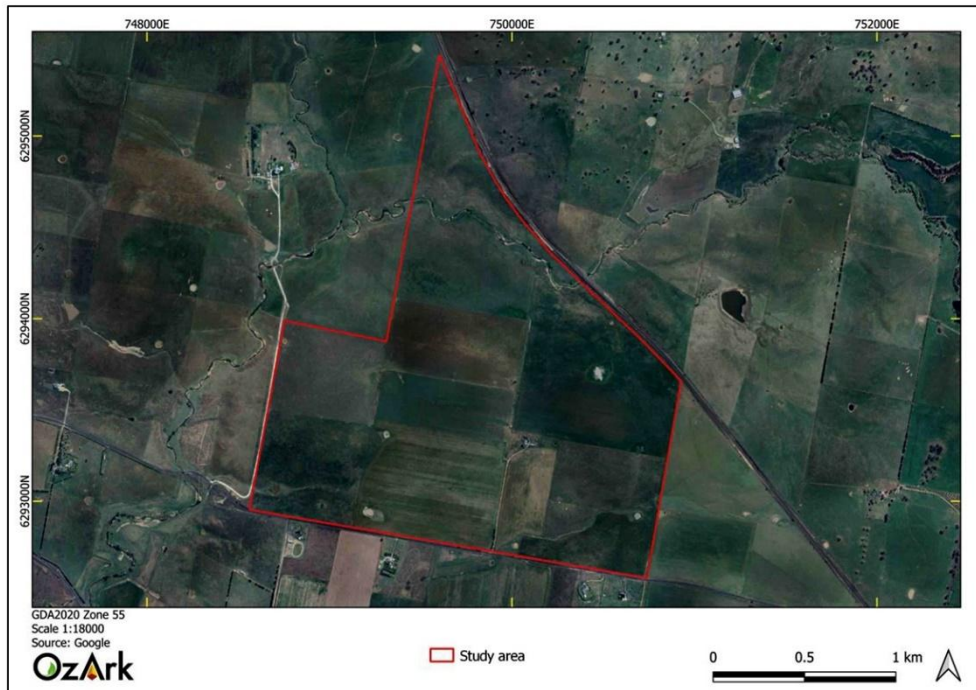 748000E 750000E 752000E
6295000N
6294000N
6293000N
GDA2020 Zone 55
Scale 1:18000
Source: Google
OzArk
Study area
0 0.5 1 km